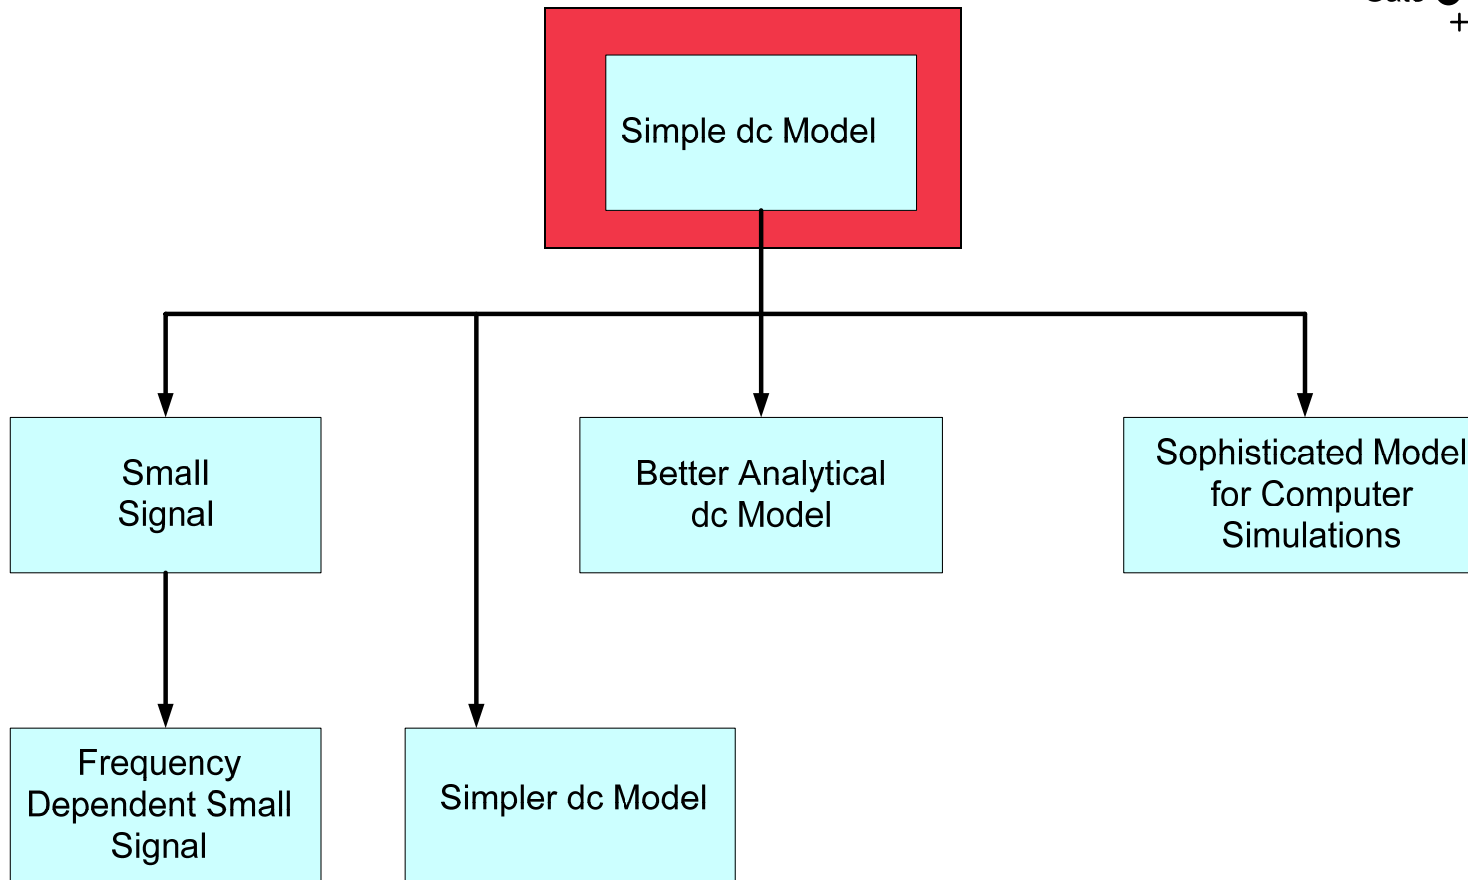 +
Simple dc Model
Small
Signal
Better Analytical
dc Model
Sophisticated Model
for Computer
Simulations
Frequency
Dependent Small
Signal
Simpler dc Model